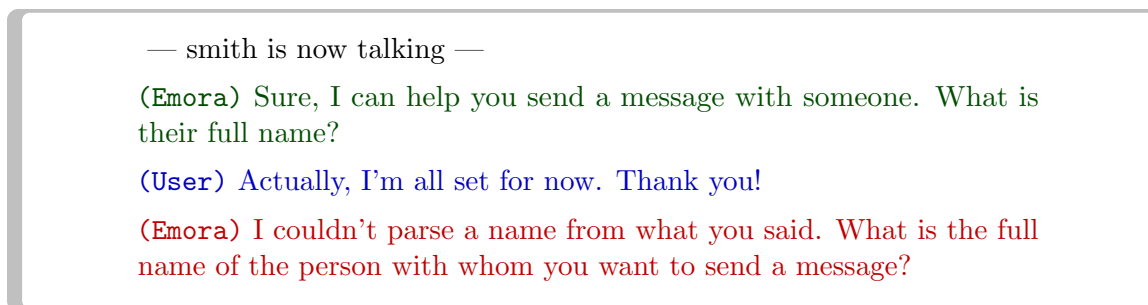 — smith is now talking —
(Emora) Sure, I can help you send a message with someone. What is
their full name?
(User) Actually, I'm all set for now. Thank you!
(Emora) I couldn't parse a name from what you said. What is the full
name of the person with whom you want to send a message?